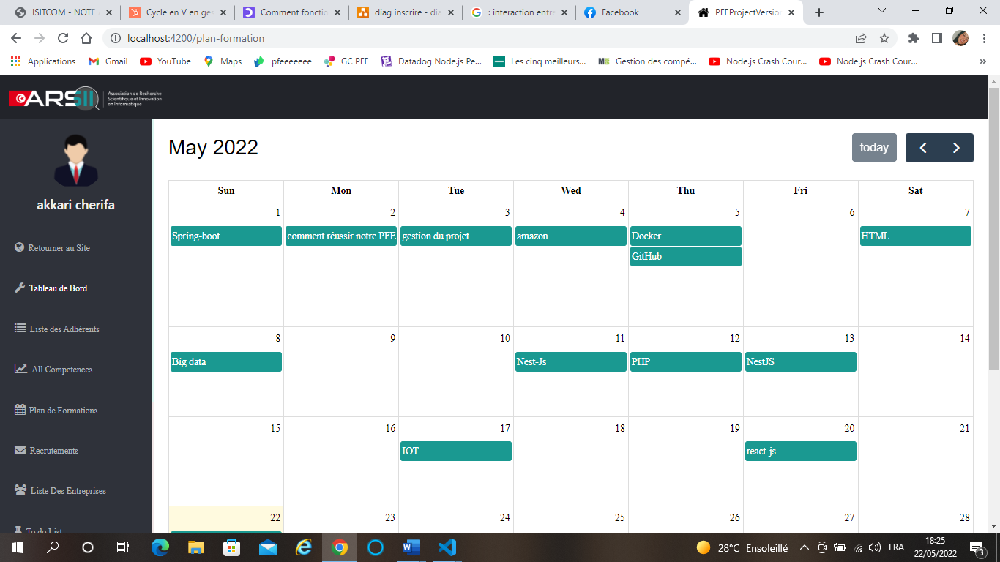 ISITCOM - NOTE
Cycle en V en ges
Comment fonctio
diag inscrire - dia
: interaction entre
Facebook
PFEProjectVersion
localhost:4200/plan-formation
Applications
Gmail
YouTube
Maps
pfeeeeeee
GC PFE
Datadog Node.js Pe...
Les cinq meilleurs...
Gestion des compé...
Node.js Crash Cour...
Node.js Crash Cour...
ARSII
Association de Recherche
Scientifique et Innovation
en Informatique
akkari cherifa
Retourner au Site
Tableau de Bord
Liste des Adhérents
All Competences
Plan de Formations
Recrutements
Liste Des Entreprises
To do List
May 2022
today
Sun Mon Tue Wed Thu Fri Sat
1 2 3 4 5 6 7
Spring-boot
comment réussir notre PFE
gestion du projet
amazon
Docker
GitHub
HTML
8 9 10 11 12 13 14
Big data
Nest-Js
PHP
NestJS
15 16 17 18 19 20 21
IOT
react-js
22 23 24 25 26 27 28
28°C Ensoleillé
FRA
18:25
22/05/2022
3